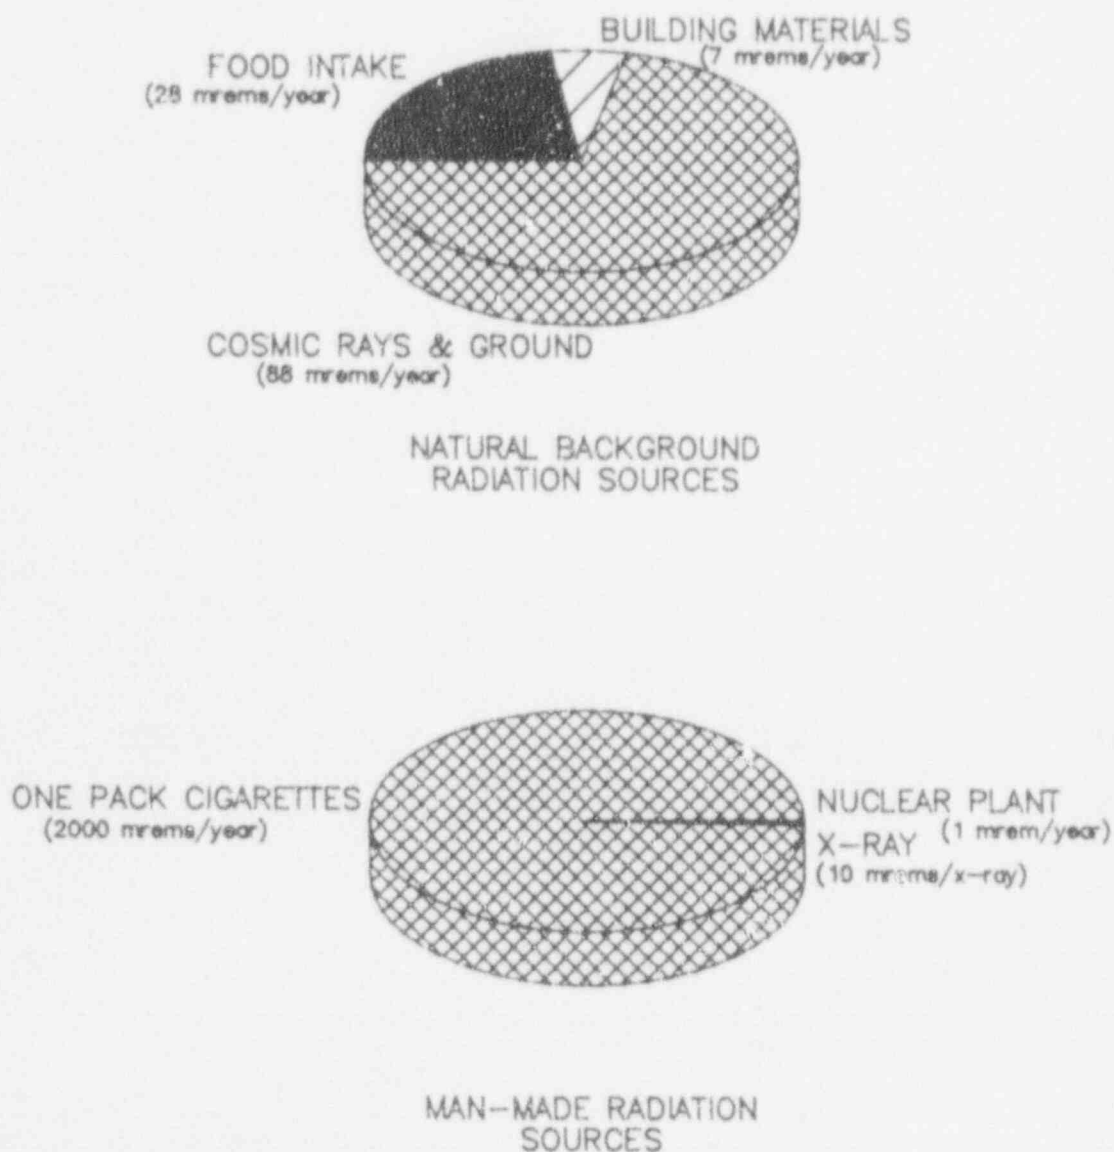 BUILDING MATERIALS
(7 mrems/year)
FOOD INTAKE
(28 mrems/year)
COSMIC RAYS & GROUND
(88 mrems/year)
NATURAL BACKGROUND
RADIATION SOURCES
ONE PACK CIGARETTES
(2000 mrems/year)
NUCLEAR PLANT
(1 mrem/year)
X-RAY
(10 mrems/x-ray)
MAN-MADE RADIATION
SOURCES